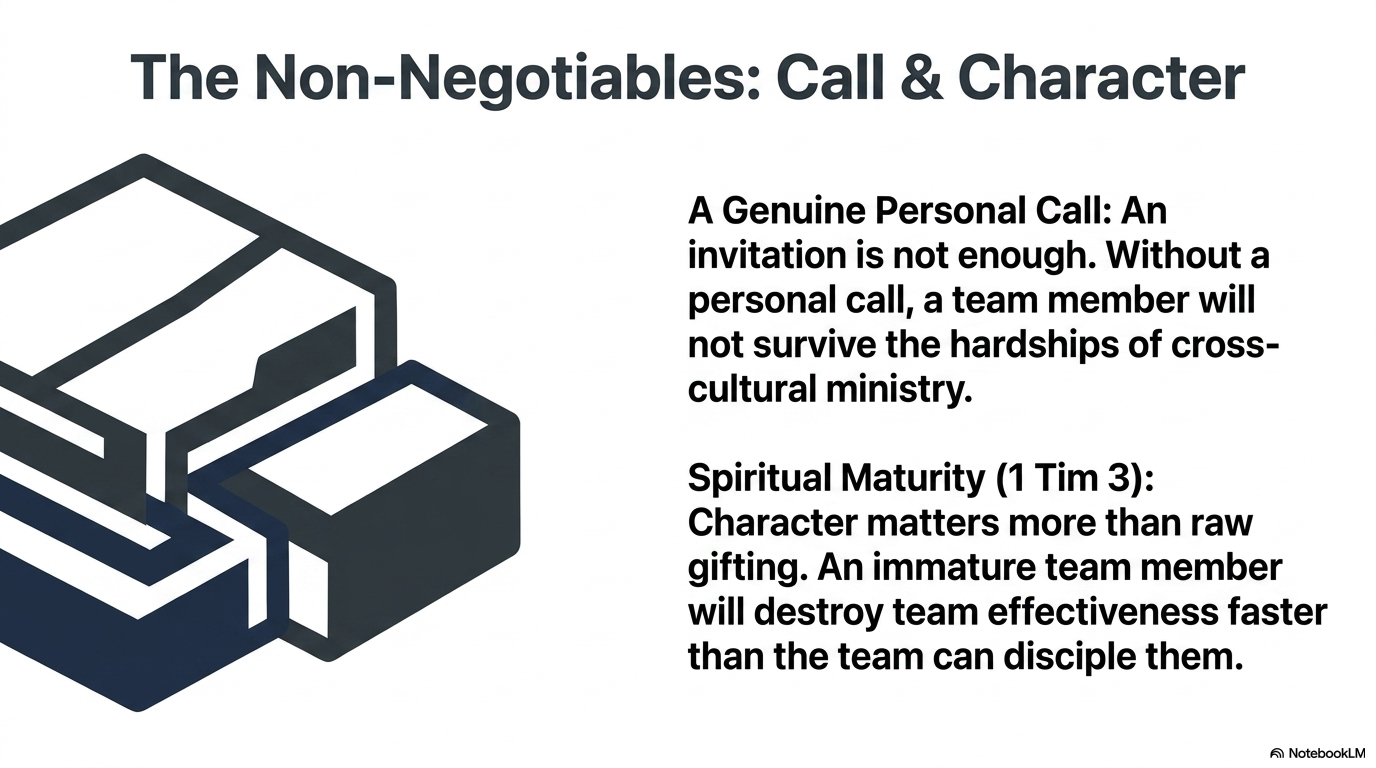 The Non-Negotiables: Call & Character
A Genuine Personal Call: An
invitation is not enough. Without a
personal call, a team member will
not survive the hardships of cross-
cultural ministry.
Spiritual Maturity (1 Tim 3):
Character matters more than raw
gifting. An immature team member
will destroy team effectiveness faster
than the team can disciple them.
NotebookLM